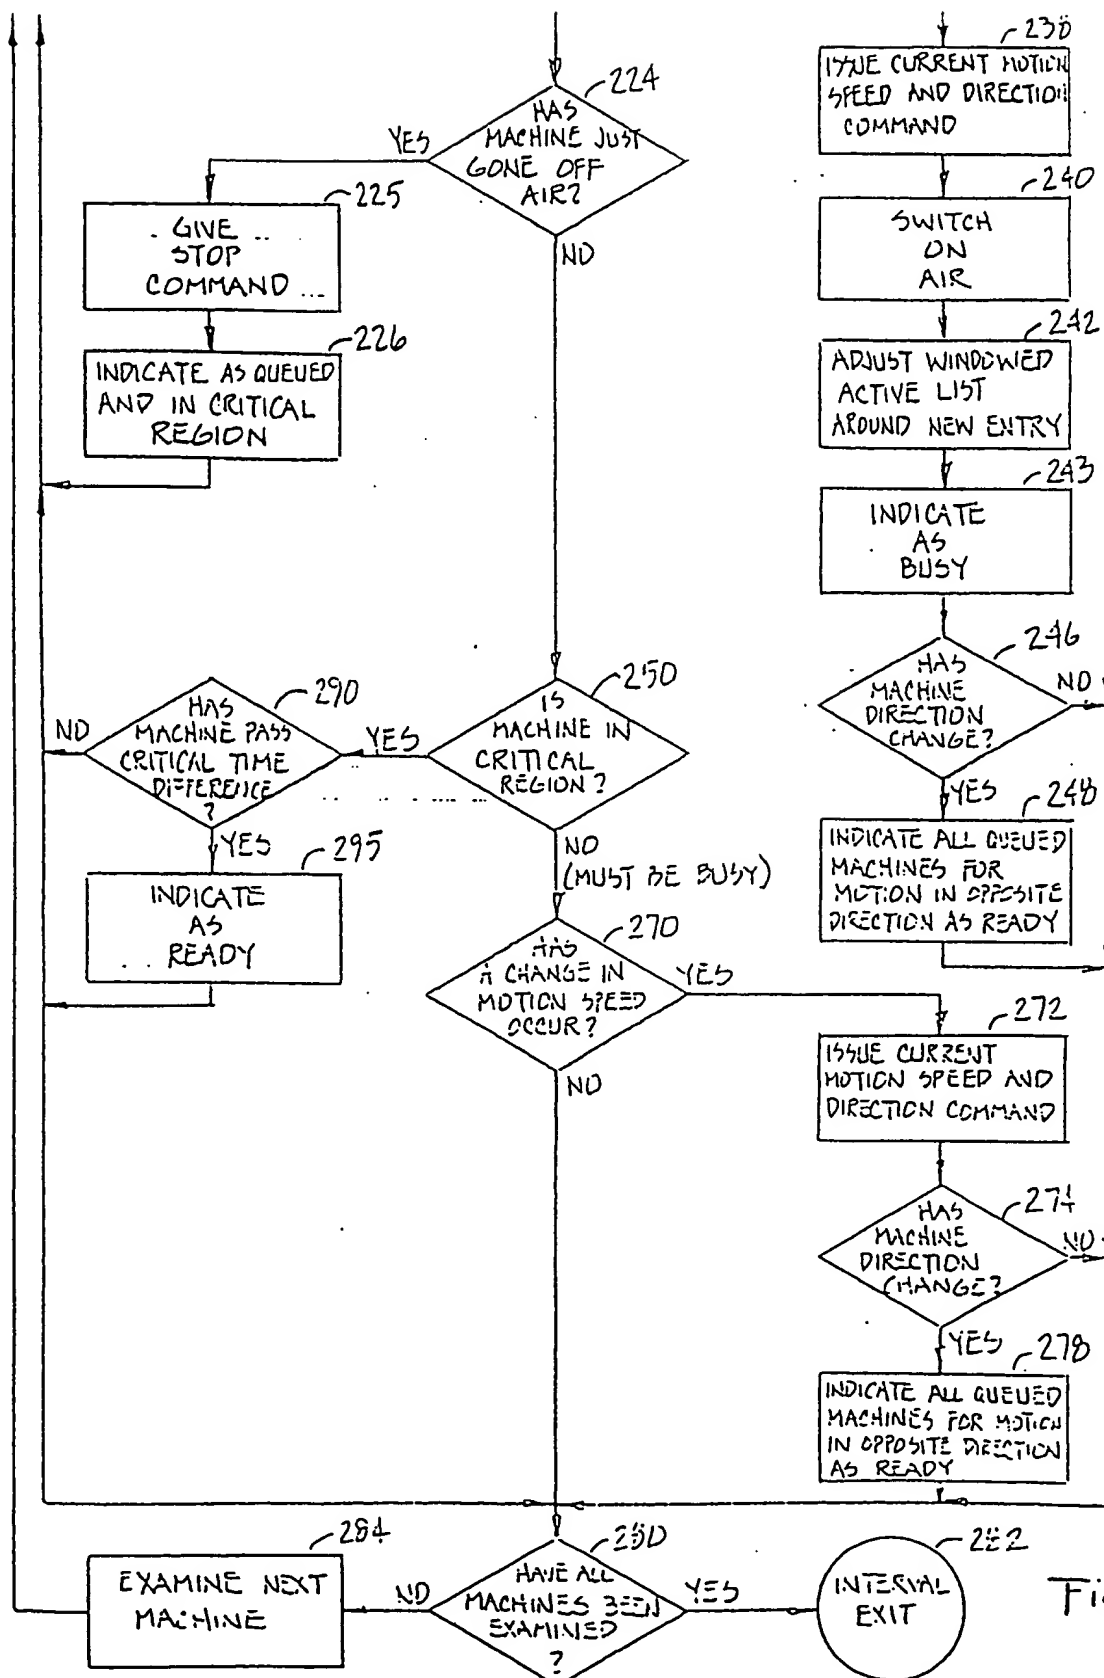 224
HAS
MACHINE JUST
GONE OFF
AIR?
YES
NO
225
GIVE
STOP
COMMAND
226
INDICATE AS QUEUED
AND IN CRITICAL
REGION
238
ISSUE CURRENT MOTION
SPEED AND DIRECTION
COMMAND
240
SWITCH
ON
AIR
242
ADJUST WINDOWED
ACTIVE LIST
AROUND NEW ENTRY
243
INDICATE
AS
BUSY
246
HAS
MACHINE
DIRECTION
CHANGE?
NO
YES
248
INDICATE ALL QUEUED
MACHINES FOR
MOTION IN OPPOSITE
DIRECTION AS READY
250
IS
MACHINE IN
CRITICAL
REGION?
YES
NO
(MUST BE BUSY)
290
HAS
MACHINE PASS
CRITICAL TIME
DIFFERENCE
?
NO
YES
295
INDICATE
AS
READY
270
HAS
A CHANGE IN
MOTION SPEED
OCCUR?
YES
NO
272
ISSUE CURRENT
MOTION SPEED AND
DIRECTION COMMAND
274
HAS
MACHINE
DIRECTION
CHANGE?
NO
YES
278
INDICATE ALL QUEUED
MACHINES FOR MOTION
IN OPPOSITE DIRECTION
AS READY
284
EXAMINE NEXT
MACHINE
280
HAVE ALL
MACHINES BEEN
EXAMINED
?
NO
YES
282
INTERVAL
EXIT